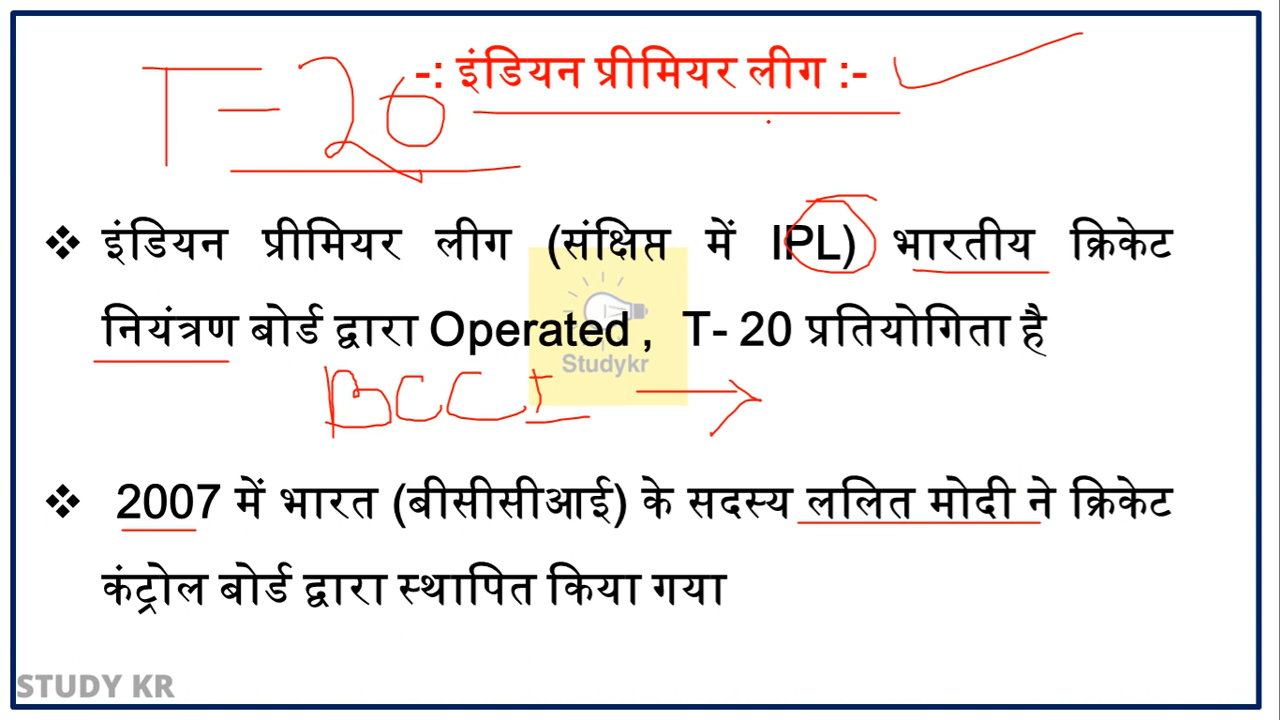 T-20
-: इंडियन प्रीमियर लीग :-
❖ इंडियन प्रीमियर लीग (संक्षिप्त में IPL) भारतीय क्रिकेट
नियंत्रण बोर्ड द्वारा Operated , T- 20 प्रतियोगिता है
Studykr
BCCI
❖ 2007 में भारत (बीसीसीआई) के सदस्य ललित मोदी ने क्रिकेट
कंट्रोल बोर्ड द्वारा स्थापित किया गया
STUDY KR